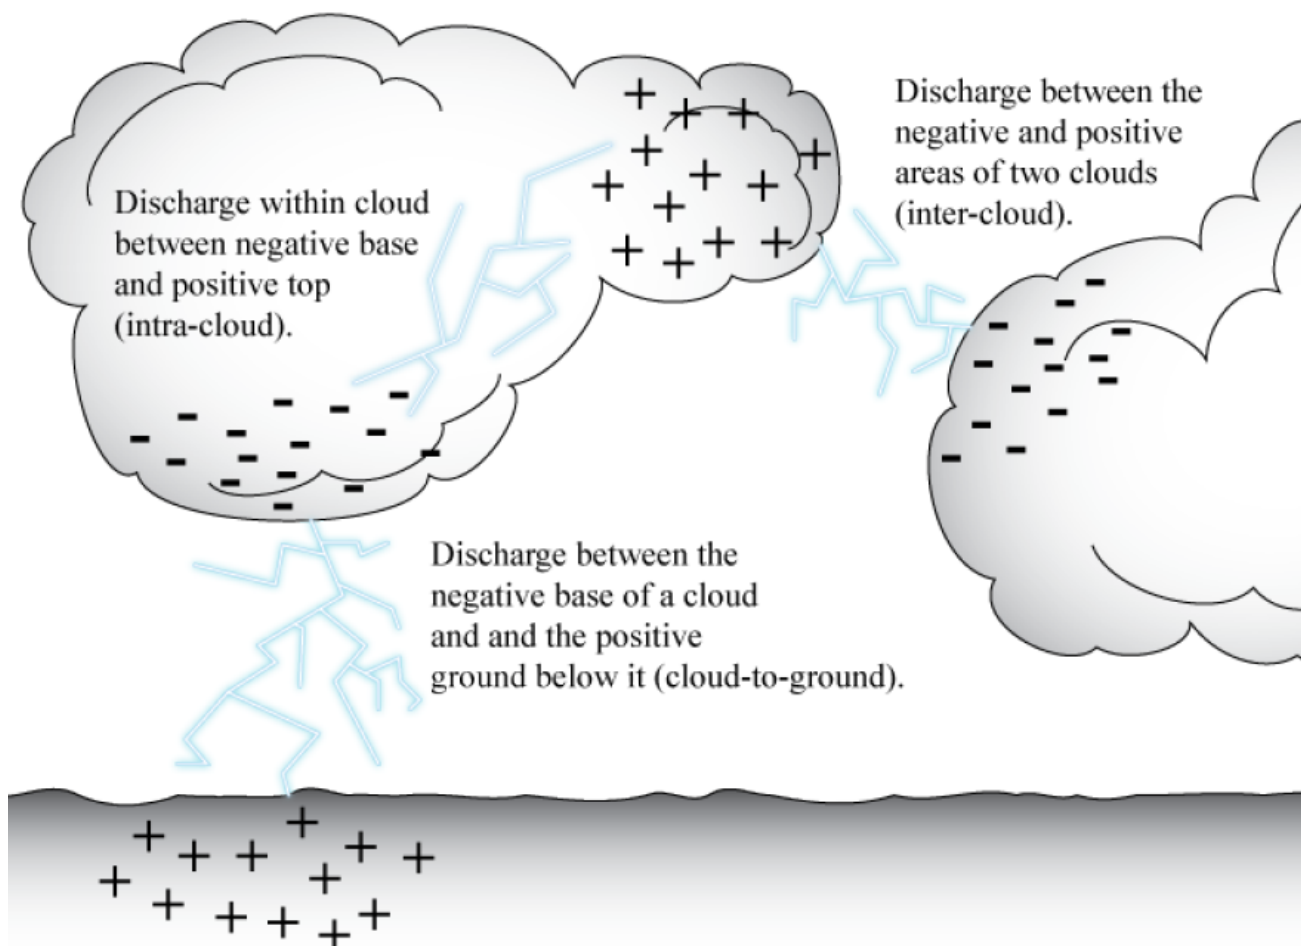 Discharge between the
negative and positive
areas of two clouds
(inter-cloud).
Discharge within cloud
between negative base
and positive top
(intra-cloud).
Discharge between the
negative base of a cloud
and and the positive
ground below it (cloud-to-ground).